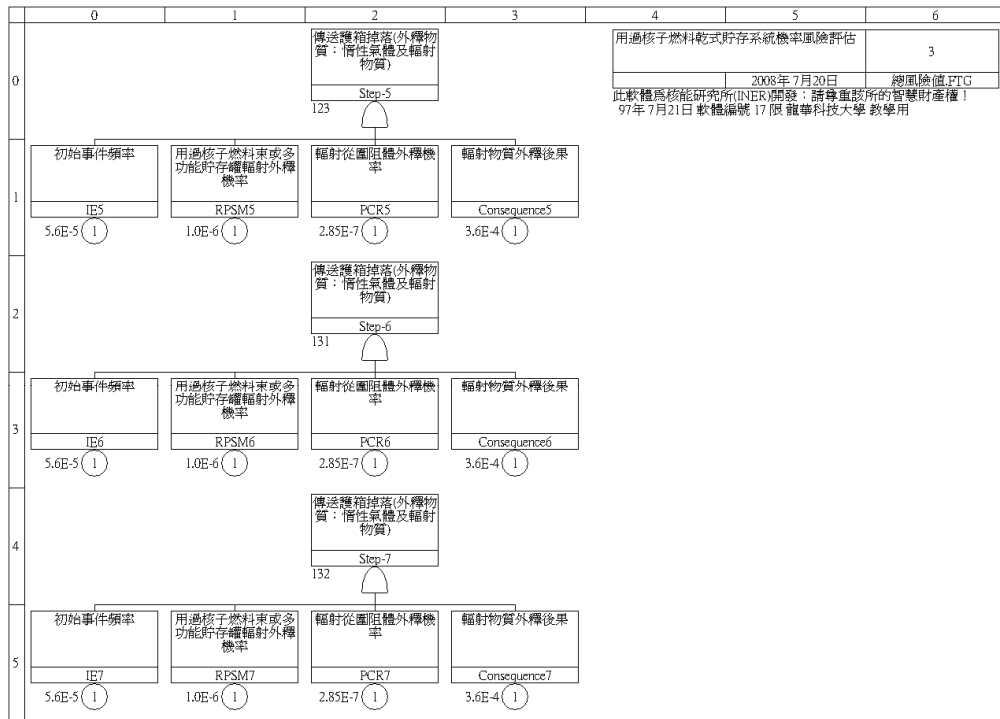 0 1 2 3 4 5 6
用過核子燃料乾式貯存系統機率風險評估
3
2008年 7月20日
總風險值.FTG
此軟體爲核能研究所(INER)開發；請尊重該所的智慧財產權！
97年 7月21日 軟體編號 17 限 龍華科技大學 教學用
0
傳送護箱掉落(外釋物
質：惰性氣體及輻射
物質)
Step-5
123
1
初始事件頻率
IE5
5.6E-5 1
用過核子燃料束或多
功能貯存罐輻射外釋
機率
RPSM5
1.0E-6 1
輻射從圍阻體外釋機
率
PCR5
2.85E-7 1
輻射物質外釋後果
Consequence5
3.6E-4 1
2
傳送護箱掉落(外釋物
質：惰性氣體及輻射
物質)
Step-6
131
3
初始事件頻率
IE6
5.6E-5 1
用過核子燃料束或多
功能貯存罐輻射外釋
機率
RPSM6
1.0E-6 1
輻射從圍阻體外釋機
率
PCR6
2.85E-7 1
輻射物質外釋後果
Consequence6
3.6E-4 1
4
傳送護箱掉落(外釋物
質：惰性氣體及輻射
物質)
Step-7
132
5
初始事件頻率
IE7
5.6E-5 1
用過核子燃料束或多
功能貯存罐輻射外釋
機率
RPSM7
1.0E-6 1
輻射從圍阻體外釋機
率
PCR7
2.85E-7 1
輻射物質外釋後果
Consequence7
3.6E-4 1